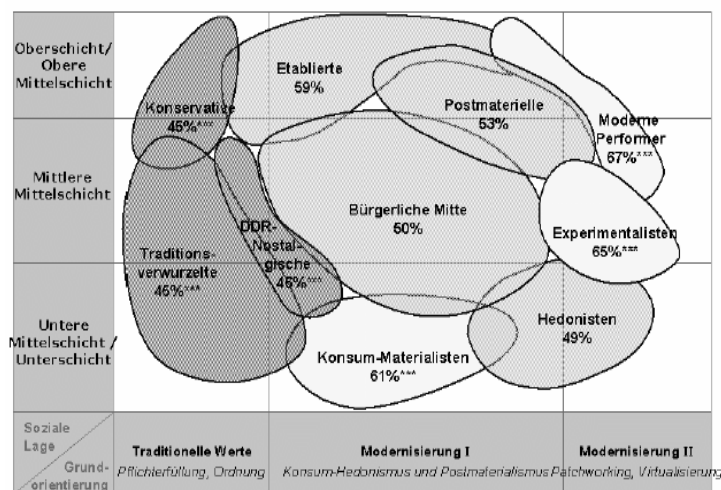 Oberschicht/
Obere
Mittelschicht
Etablierte
59%
Konservative
45%***
Postmaterielle
53%
Moderne
Performer
67%***
Mittlere
Mittelschicht
Bürgerliche Mitte
50%
DDR-
Nostal-
gische
45%***
Traditions-
verwurzelte
46%***
Experimentalisten
65%***
Untere
Mittelschicht /
Unterschicht
Hedonisten
49%
Konsum-Materialisten
61%***
Soziale
Lage
Grund-
orientierung
Traditionelle Werte
Pflichterfüllung, Ordnung
Modernisierung I
Konsum-Hedonismus und Postmaterialismus
Modernisierung II
Patchworking, Virtualisierung